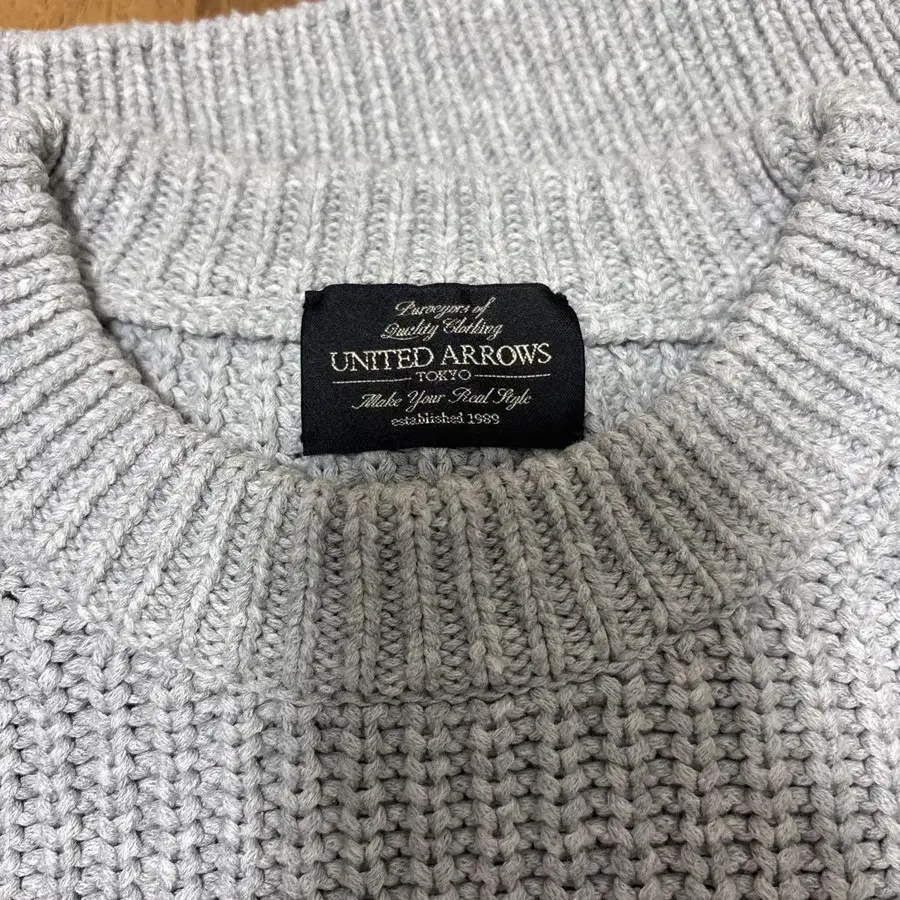 Purveyors of
Quality Clothing
UNITED ARROWS
TOKYO
Make Your Real Style
established 1989